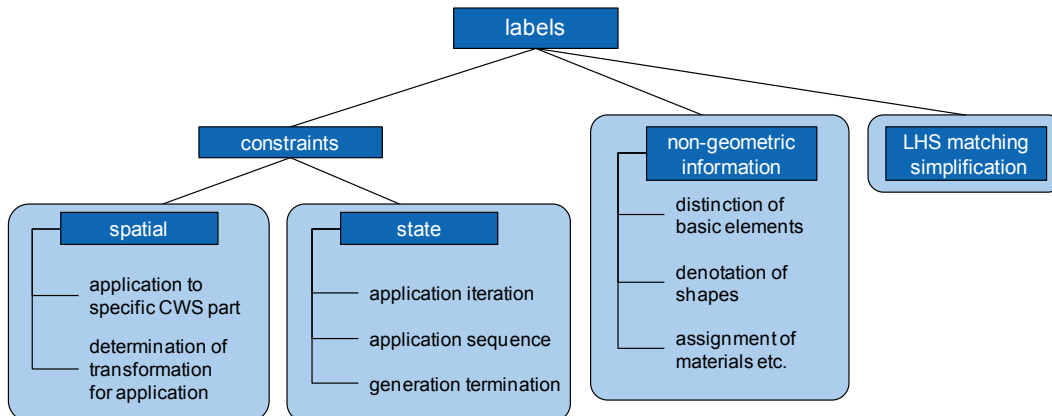 labels
constraints
spatial
application to
specific CWS part
determination of
transformation
for application
state
application iteration
application sequence
generation termination
non-geometric
information
distinction of
basic elements
denotation of
shapes
assignment of
materials etc.
LHS matching
simplification